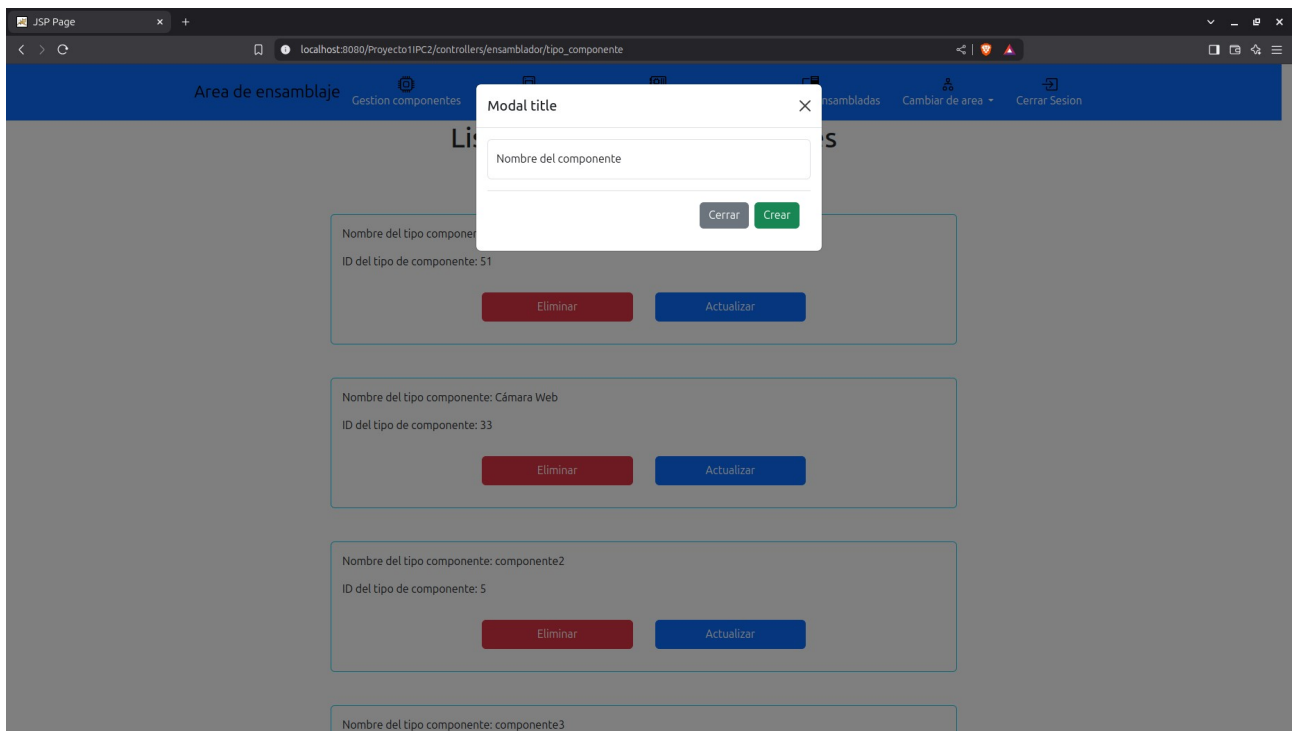 JSP Page
localhost:8080/Proyecto1IPC2/controllers/ensamblador/tipo_componente
Area de ensamblaje
Gestion componentes
nsambladas
Cambiar de area
Cerrar Sesion
Modal title
Lis
s
Nombre del componente
Cerrar
Crear
Nombre del tipo componen
ID del tipo de componente: 51
Eliminar
Actualizar
Nombre del tipo componente: Cámara Web
ID del tipo de componente: 33
Eliminar
Actualizar
Nombre del tipo componente: componente2
ID del tipo de componente: 5
Eliminar
Actualizar
Nombre del tipo componente: componente3